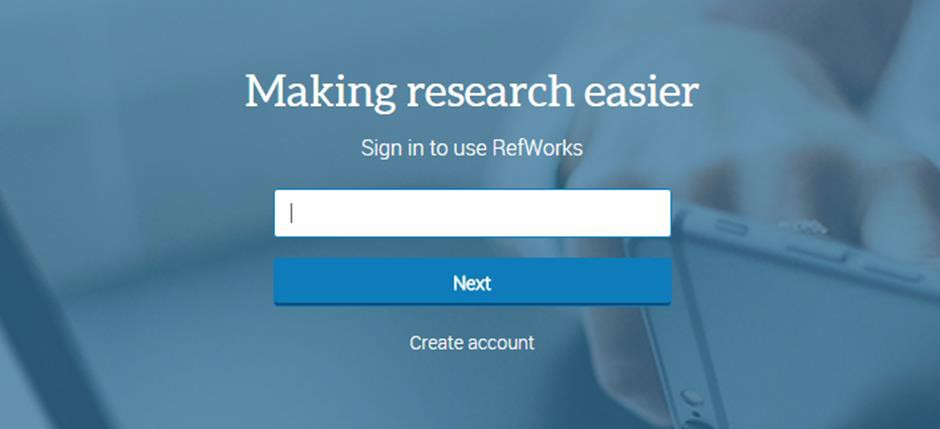 Making research easier
Sign in to use RefWorks
Next
Create account